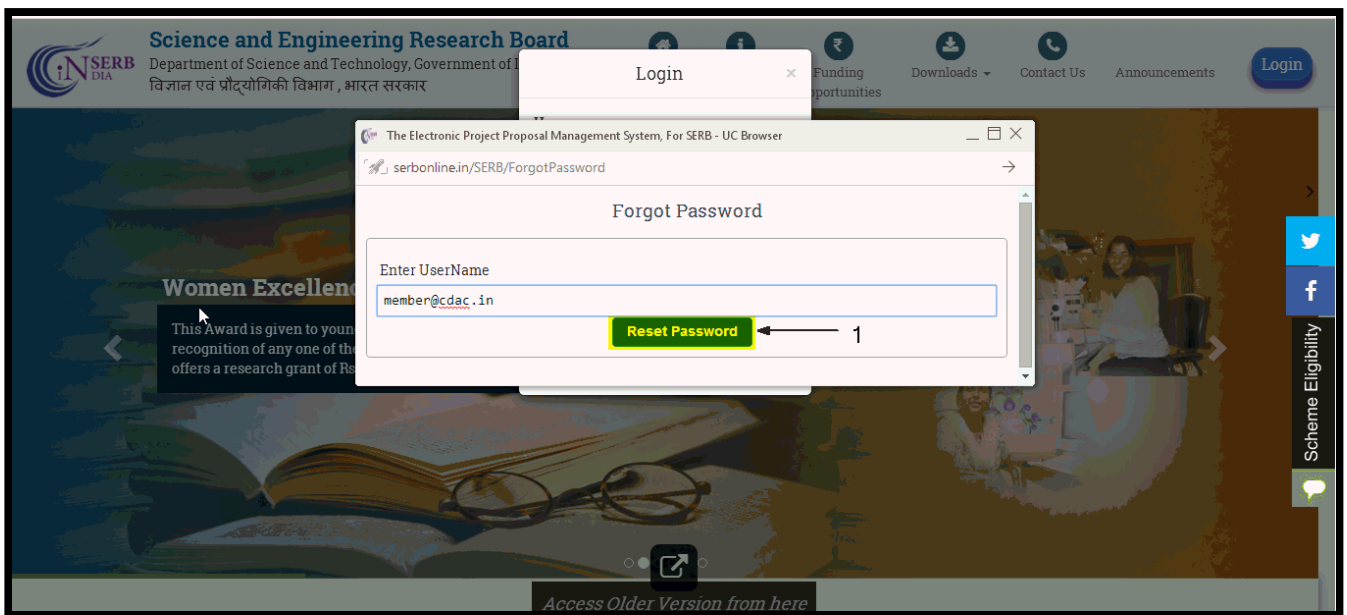 SERB
DIA
Science and Engineering Research Board
Department of Science and Technology, Government of
विज्ञान एवं प्रौद्योगिकी विभाग , भारत सरकार
Funding
Downloads
Contact Us
Announcements
Login
Login
×
The Electronic Project Proposal Management System, For SERB - UC Browser
serbonline.in/SERB/ForgotPassword
Forgot Password
Enter UserName
member@cdac.in
Reset Password
1
Women Excellenc
This Award is given to youn
recognition of any one of the
offers a research grant of Rs
f
Scheme Eligibility
Access Older Version from here